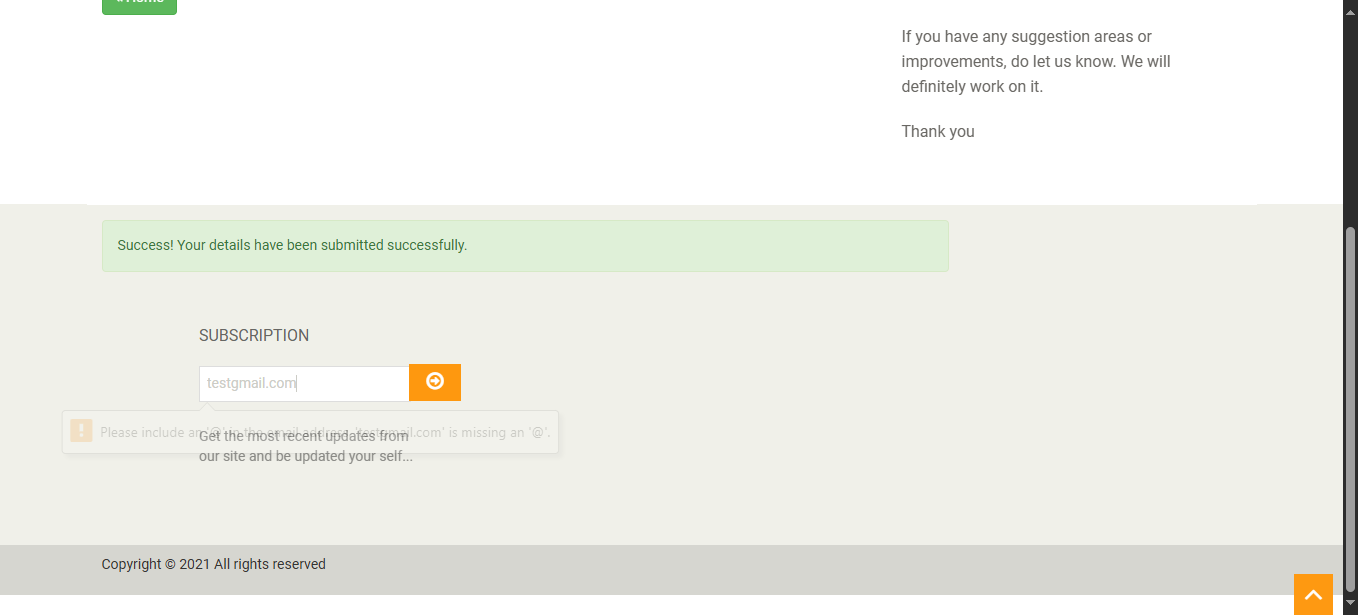 « Home
If you have any suggestion areas or
improvements, do let us know. We will
definitely work on it.
Thank you
Success! Your details have been submitted successfully.
SUBSCRIPTION
testgmail.com
Please include an '@' in the email address. 'testgmail.com' is missing an '@'.
Get the most recent updates from
our site and be updated your self...
Copyright © 2021 All rights reserved